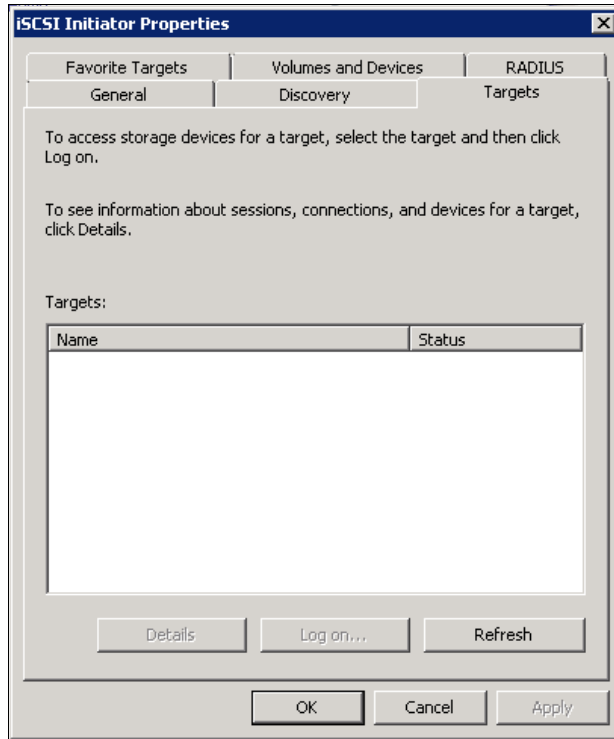 iSCSI Initiator Properties
Favorite Targets Volumes and Devices RADIUS
General Discovery Targets
To access storage devices for a target, select the target and then click
Log on.
To see information about sessions, connections, and devices for a target,
click Details.
Targets:
Name Status
Details Log on... Refresh
OK Cancel Apply